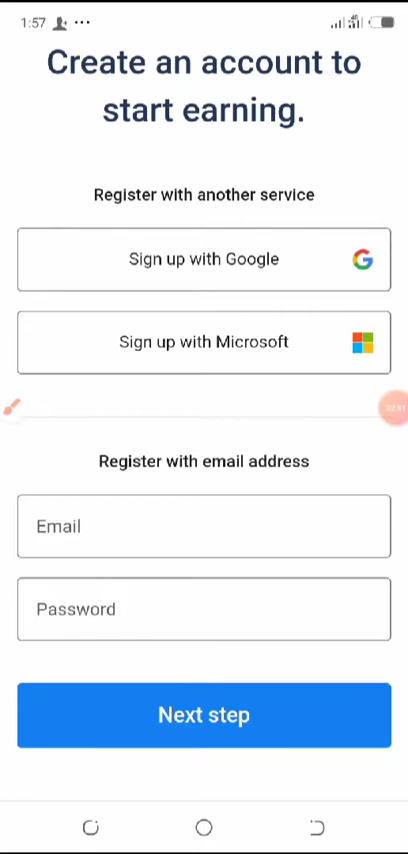 1:57
Create an account to
start earning.
Register with another service
Sign up with Google
Sign up with Microsoft
Register with email address
Email
Password
Next step